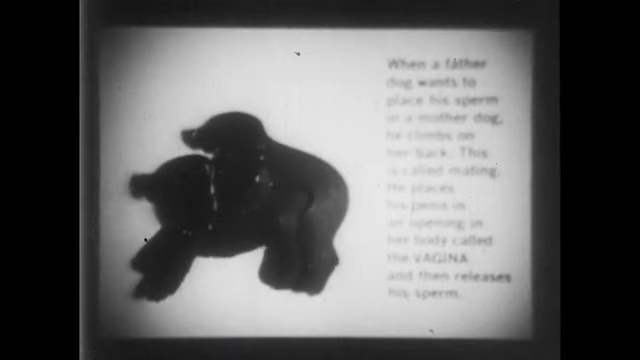 When a father
dog wants to
place his sperm
in a mother dog,
he climbs on
her back. This
is called mating.
He places
his penis in
an opening in
her body called
the VAGINA
and then releases
his sperm.